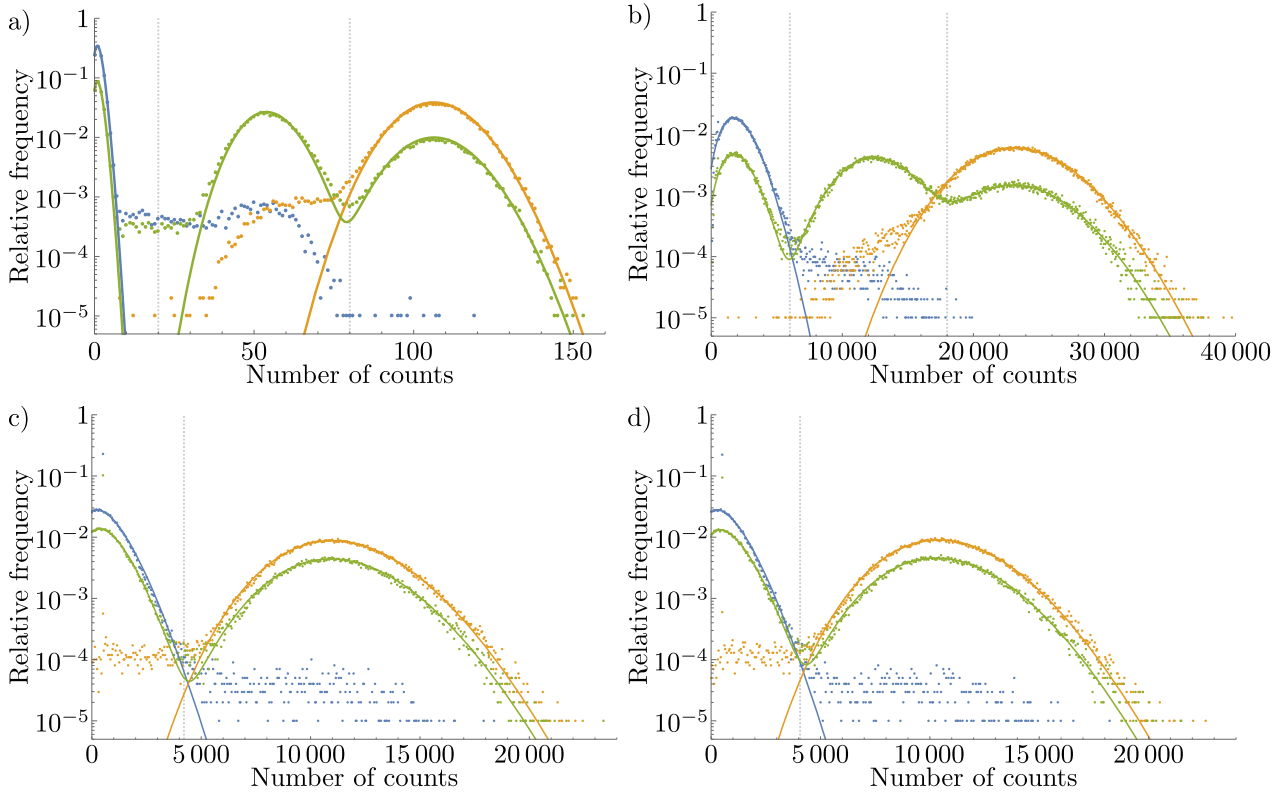 a)
Relative frequency
1
10⁻¹
10⁻²
10⁻³
10⁻⁴
10⁻⁵
0 50 100 150
Number of counts
b)
Relative frequency
1
10⁻¹
10⁻²
10⁻³
10⁻⁴
10⁻⁵
0 10 000 20 000 30 000 40 000
Number of counts
c)
Relative frequency
1
10⁻¹
10⁻²
10⁻³
10⁻⁴
10⁻⁵
0 5 000 10 000 15 000 20 000
Number of counts
d)
Relative frequency
1
10⁻¹
10⁻²
10⁻³
10⁻⁴
10⁻⁵
0 5 000 10 000 15 000 20 000
Number of counts